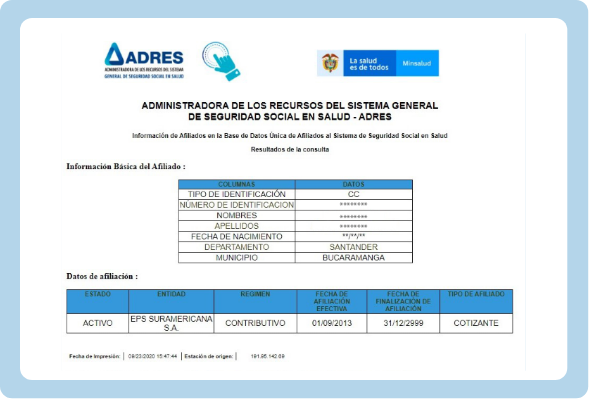 ADRES
ADMINISTRADORA DE LOS RECURSOS DEL SISTEMA
GENERAL DE SEGURIDAD SOCIAL EN SALUD
La salud
es de todos
Minsalud
ADMINISTRADORA DE LOS RECURSOS DEL SISTEMA GENERAL
DE SEGURIDAD SOCIAL EN SALUD - ADRES
Información de Afiliados en la Base de Datos Única de Afiliados al Sistema de Seguridad Social en Salud
Resultados de la consulta
Información Básica del Afiliado :
COLUMNAS DATOS
TIPO DE IDENTIFICACIÓN CC
NÚMERO DE IDENTIFICACION ********
NOMBRES ********
APELLIDOS ********
FECHA DE NACIMIENTO **/**/**
DEPARTAMENTO SANTANDER
MUNICIPIO BUCARAMANGA
Datos de afiliación :
ESTADO ENTIDAD REGIMEN FECHA DE AFILIACIÓN EFECTIVA FECHA DE FINALIZACIÓN DE AFILIACIÓN TIPO DE AFILIADO
ACTIVO EPS SURAMERICANA S.A. CONTRIBUTIVO 01/09/2013 31/12/2999 COTIZANTE
Fecha de Impresión: 09/23/2020 15:47:44 Estación de origen: 191.95.142.69